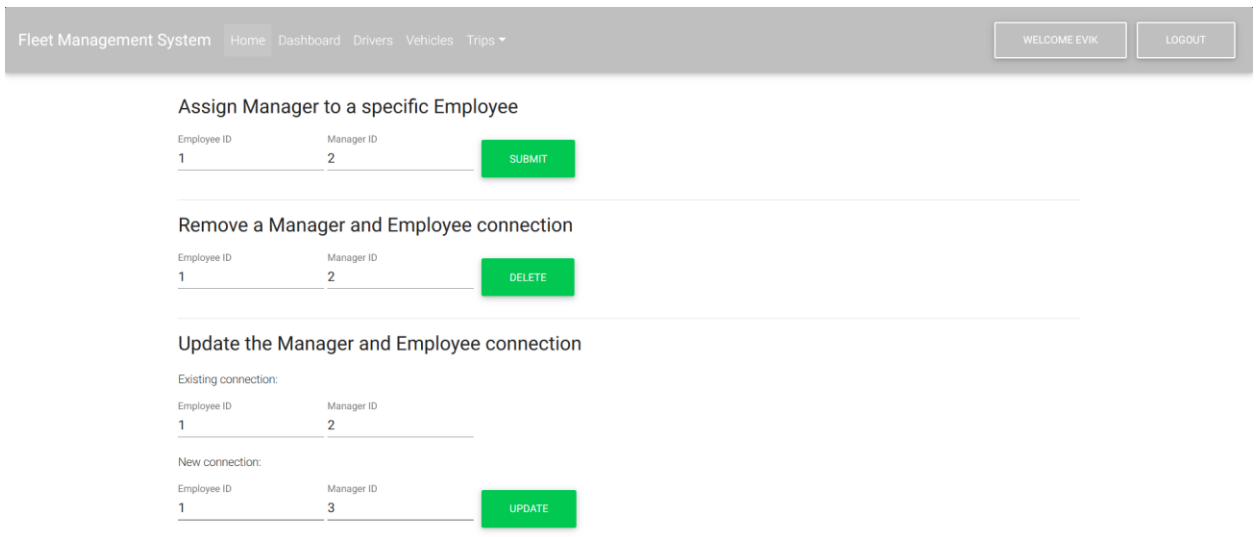 Fleet Management System Home Dashboard Drivers Vehicles Trips WELCOME EVIK LOGOUT
Assign Manager to a specific Employee
Employee ID Manager ID
1 2 SUBMIT
Remove a Manager and Employee connection
Employee ID Manager ID
1 2 DELETE
Update the Manager and Employee connection
Existing connection:
Employee ID Manager ID
1 2
New connection:
Employee ID Manager ID
1 3 UPDATE